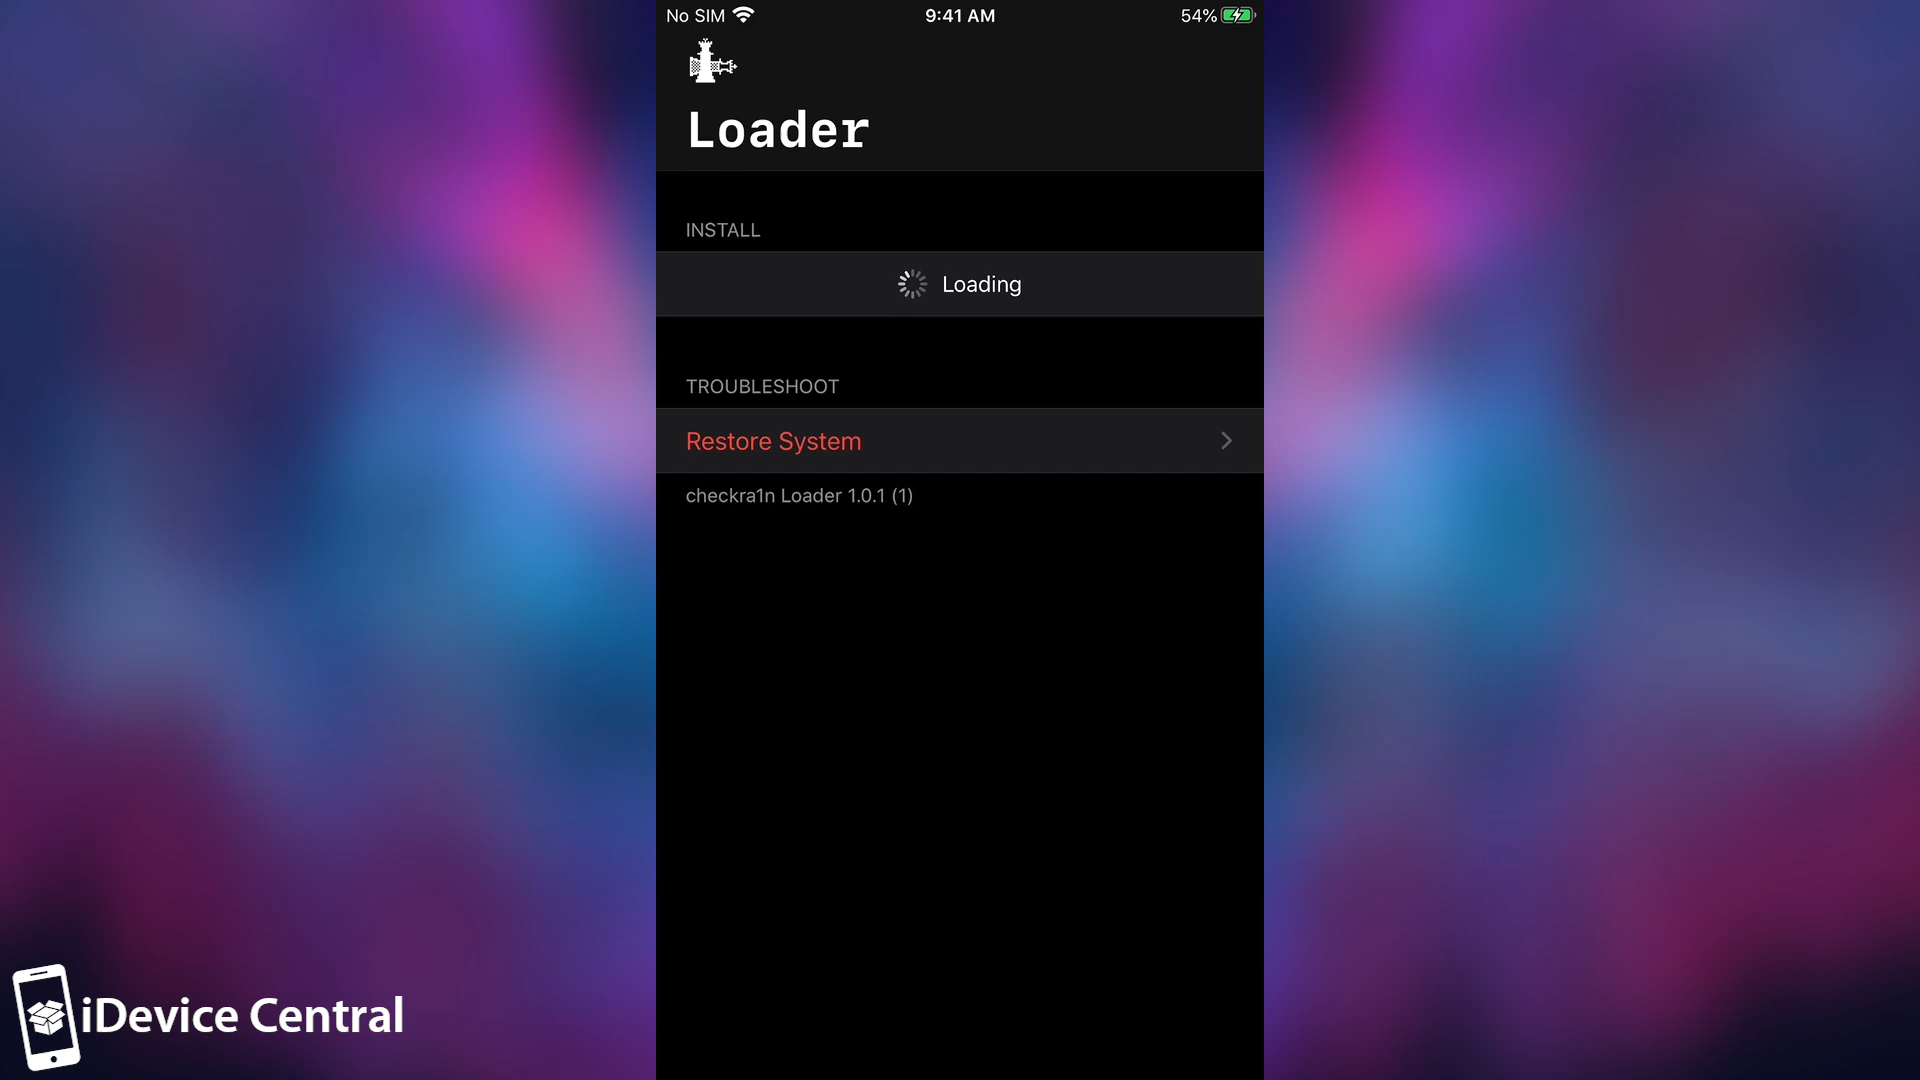 No SIM 9:41 AM 54%
Loader
INSTALL
Loading
TROUBLESHOOT
Restore System
checkra1n Loader 1.0.1 (1)
iDevice Central